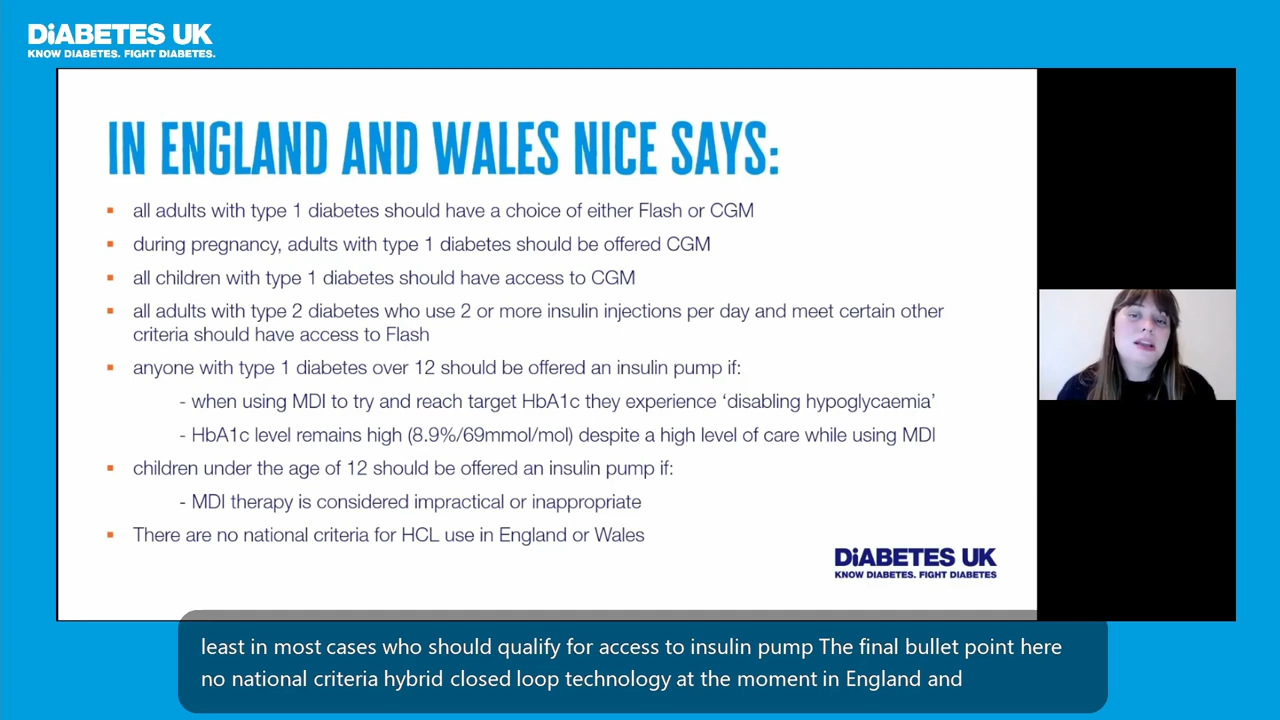 DiABETES UK
KNOW DIABETES. FIGHT DIABETES.
IN ENGLAND AND WALES NICE SAYS:
▪ all adults with type 1 diabetes should have a choice of either Flash or CGM
▪ during pregnancy, adults with type 1 diabetes should be offered CGM
▪ all children with type 1 diabetes should have access to CGM
▪ all adults with type 2 diabetes who use 2 or more insulin injections per day and meet certain other
criteria should have access to Flash
▪ anyone with type 1 diabetes over 12 should be offered an insulin pump if:
- when using MDI to try and reach target HbA1c they experience ‘disabling hypoglycaemia’
- HbA1c level remains high (8.9%/69mmol/mol) despite a high level of care while using MDI
▪ children under the age of 12 should be offered an insulin pump if:
- MDI therapy is considered impractical or inappropriate
▪ There are no national criteria for HCL use in England or Wales
DiABETES UK
KNOW DIABETES. FIGHT DIABETES
least in most cases who should qualify for access to insulin pump The final bullet point here
no national criteria hybrid closed loop technology at the moment in England and